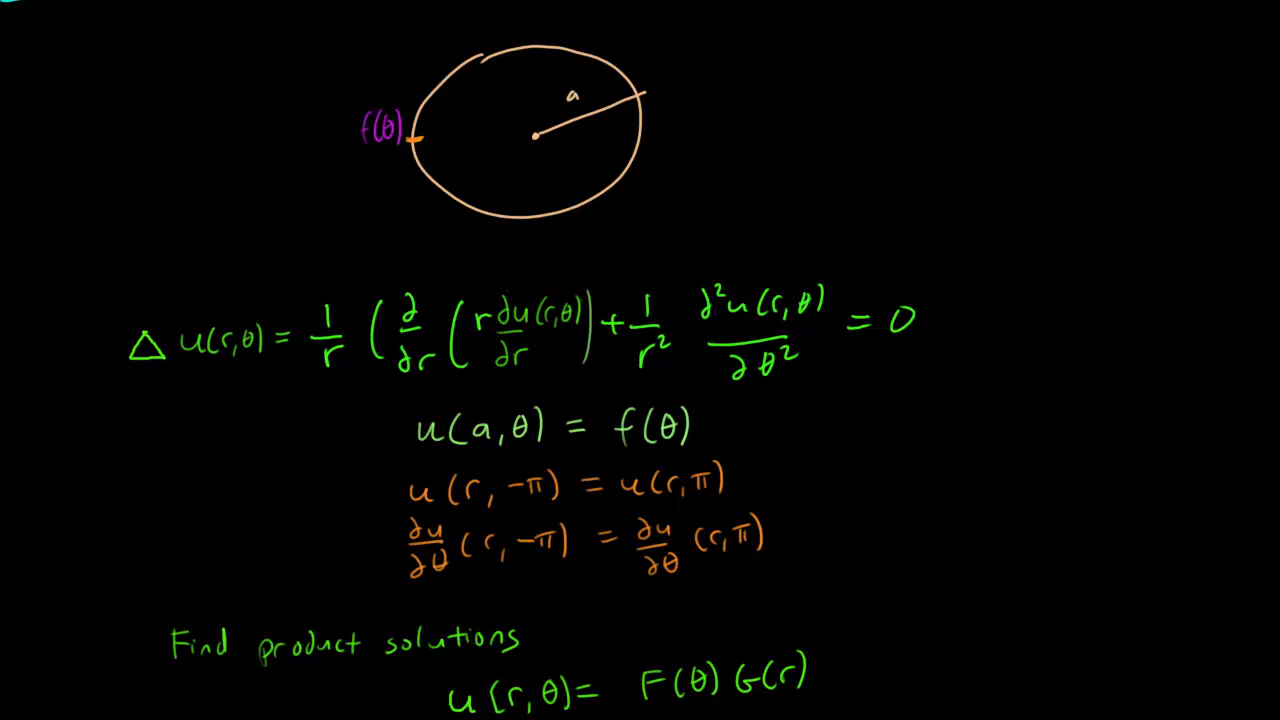 a
f(θ)
Δ u(r,θ) = 1/r (∂/∂r (r ∂u(r,θ)/∂r) + 1/r² ∂²u(r,θ)/∂θ² = 0
u(a,θ) = f(θ)
u(r,-π) = u(r,π)
∂u/∂θ (r,-π) = ∂u/∂θ (r,π)
Find product solutions
u(r,θ) = F(θ) G(r)